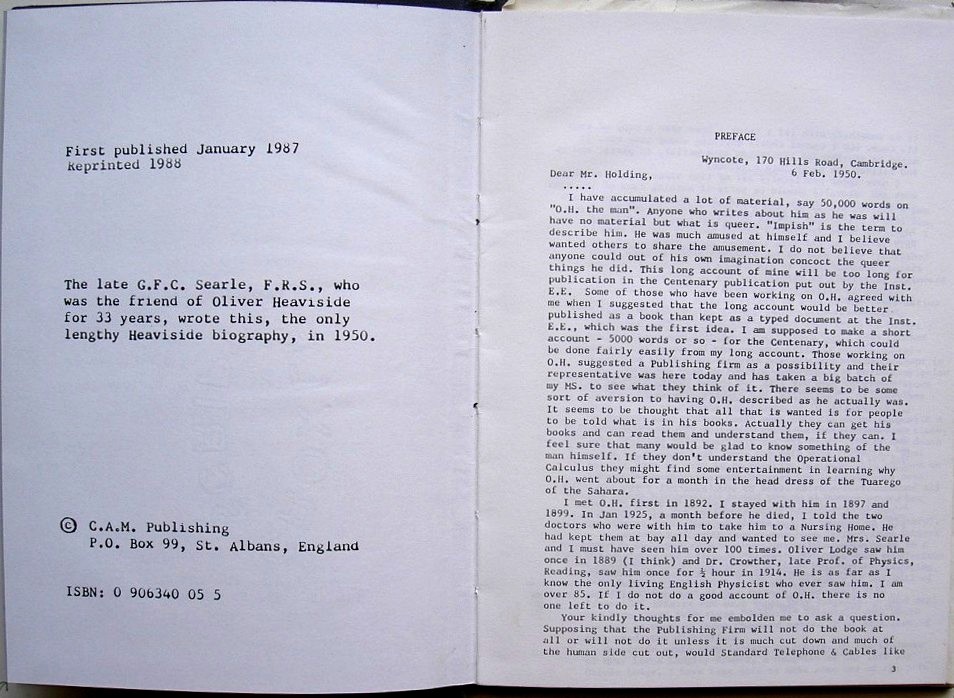 First published January 1987
Reprinted 1988
The late G.F.C. Searle, F.R.S., who
was the friend of Oliver Heaviside
for 33 years, wrote this, the only
lengthy Heaviside biography, in 1950.
© C.A.M. Publishing
P.O. Box 99, St. Albans, England
ISBN: 0 906340 05 5
PREFACE
Wyncote, 170 Hills Road, Cambridge.
Dear Mr. Holding, 6 Feb. 1950.
.....
I have accumulated a lot of material, say 50,000 words on
"O.H. the man". Anyone who writes about him as he was will
have no material but what is queer. "Impish" is the term to
describe him. He was much amused at himself and I believe
wanted others to share the amusement. I do not believe that
anyone could out of his own imagination concoct the queer
things he did. This long account of mine will be too long for
publication in the Centenary publication put out by the Inst.
E.E. Some of those who have been working on O.H. agreed with
me when I suggested that the long account would be better
published as a book than kept as a typed document at the Inst.
E.E., which was the first idea. I am supposed to make a short
account - 5000 words or so - for the Centenary, which could
be done fairly easily from my long account. Those working on
O.H. suggested a Publishing firm as a possibility and their
representative was here today and has taken a big batch of
my MS. to see what they think of it. There seems to be some
sort of aversion to having O.H. described as he actually was.
It seems to be thought that all that is wanted is for people
to be told what is in his books. Actually they can get his
books and can read them and understand them, if they can. I
feel sure that many would be glad to know something of the
man himself. If they don't understand the Operational
Calculus they might find some entertainment in learning why
O.H. went about for a month in the head dress of the Tuarego
of the Sahara.
I met O.H. first in 1892. I stayed with him in 1897 and
1899. In Jan 1925, a month before he died, I told the two
doctors who were with him to take him to a Nursing Home. He
had kept them at bay all day and wanted to see me. Mrs. Searle
and I must have seen him over 100 times. Oliver Lodge saw him
once in 1889 (I think) and Dr. Crowther, late Prof. of Physics,
Reading, saw him once for ½ hour in 1914. He is as far as I
know the only living English Physicist who ever saw him. I am
over 85. If I do not do a good account of O.H. there is no
one left to do it.
Your kindly thoughts for me embolden me to ask a question.
Supposing that the Publishing Firm will not do the book at
all or will not do it unless it is much cut down and much of
the human side cut out, would Standard Telephone & Cables like
3